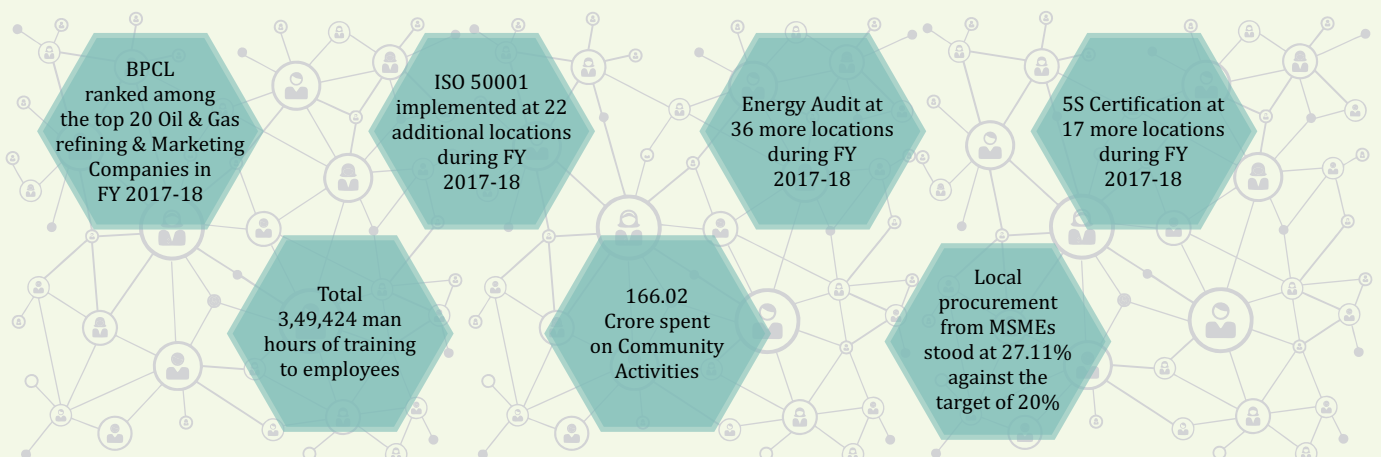 BPCL
ranked among
the top 20 Oil & Gas
refining & Marketing
Companies in
FY 2017-18
ISO 50001
implemented at 22
additional locations
during FY
2017-18
Energy Audit at
36 more locations
during FY
2017-18
5S Certification at
17 more locations
during FY
2017-18
Total
3,49,424 man
hours of training
to employees
166.02
Crore spent
on Community
Activities
Local
procurement
from MSMEs
stood at 27.11%
against the
target of 20%